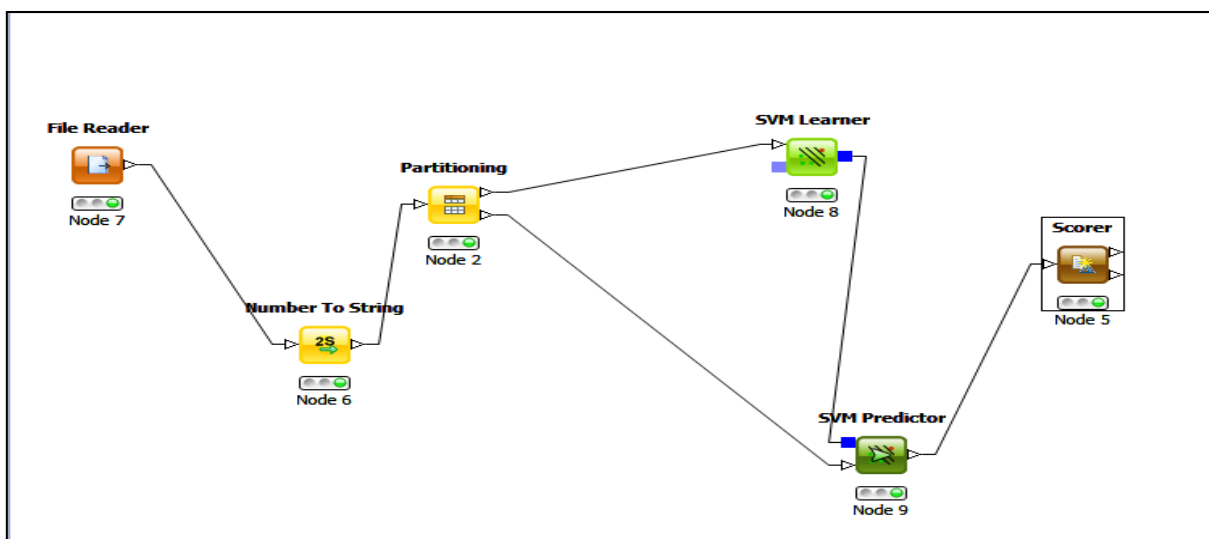 File Reader
Node 7
Number To String
2S
Node 6
Partitioning
Node 2
SVM Learner
Node 8
SVM Predictor
Node 9
Scorer
Node 5